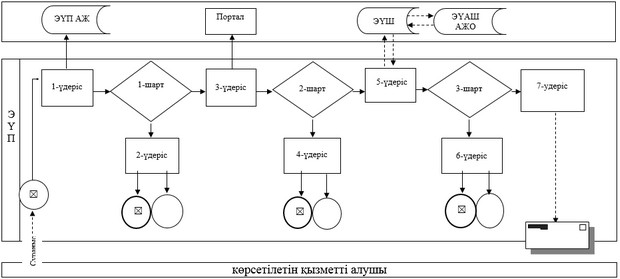 ЭҮП АЖ
Портал
ЭҮШ
ЭҮАШ
АЖО
Э
Ү
П
1-үдеріс
1-шарт
3-үдеріс
2-шарт
5-үдеріс
3-шарт
7-үдеріс
2-үдеріс
4-үдеріс
6-үдеріс
көрсетілетін қызметті алушы